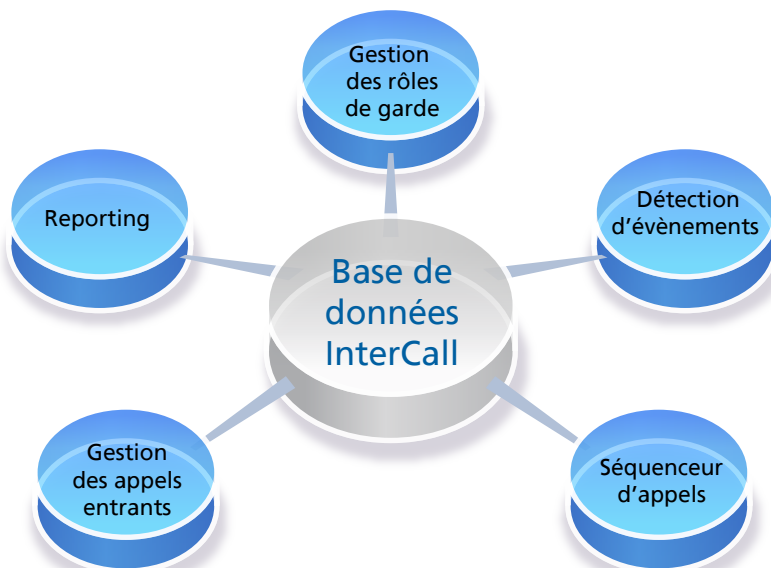 Gestion
des rôles
de garde
Reporting
Détection
d'évènements
Base de
données
InterCall
Gestion
des appels
entrants
Séquenceur
d'appels